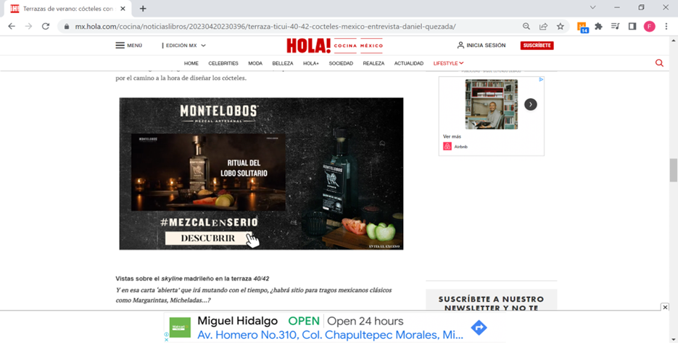 Terrazas de verano: cócteles con
mx.hola.com/cocina/noticiaslibros/20230420230396/terraza-ticui-40-42-cocteles-mexico-entrevista-daniel-quezada/
MENÚ
EDICIÓN MX
HOLA!
COCINA MÉXICO
INICIA SESIÓN
SUSCRÍBETE
HOME CELEBRITIES MODA BELLEZA HOLA+ SOCIEDAD REALEZA ACTUALIDAD LIFESTYLE
por el camino a la hora de diseñar los cócteles.
MONTELOBOS
MEZCAL ARTESANAL
RITUAL DEL
LOBO SOLITARIO
#MEZCALENSERIO
DESCUBRIR
Ver más
Airbnb
Vistas sobre el skyline madrileño en la terraza 40/42
Y en esa carta 'abierta' que irá mutando con el tiempo, ¿habrá sitio para tragos mexicanos clásicos
como Margarintas, Micheladas…?
SUSCRÍBETE A NUESTRO
NEWSLETTER Y NO TE
Miguel Hidalgo OPEN Open 24 hours
Av. Homero No.310, Col. Chapultepec Morales, Mi...